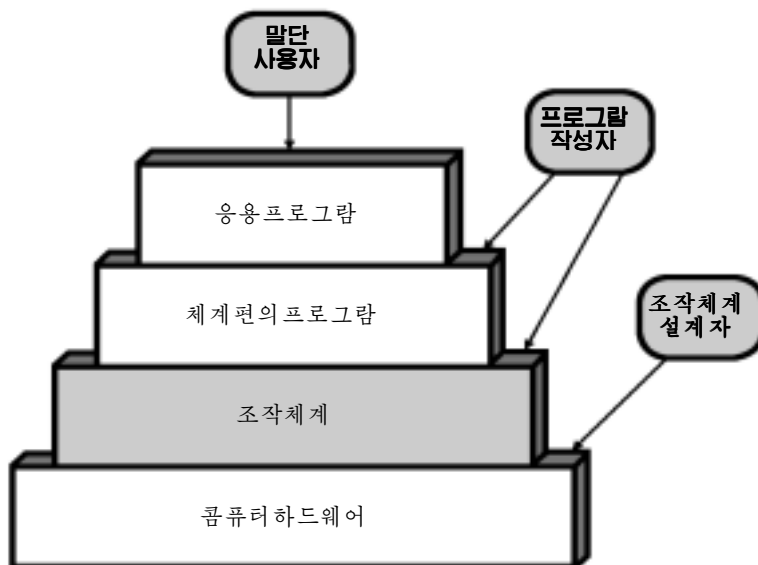 말단
사용자
프로그람
작성자
응용프로그람
체계편의프로그람
조작체계
설계자
조작체계
콤퓨터하드웨어